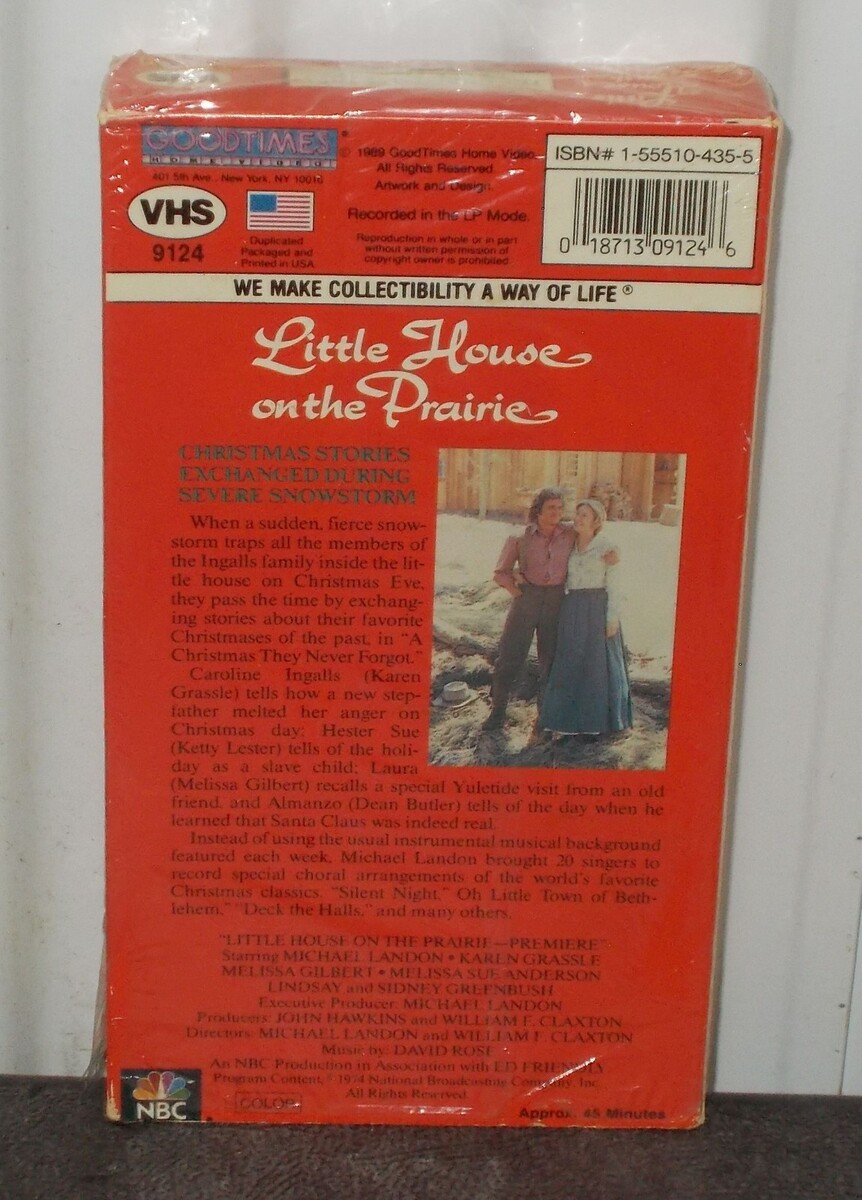 GOODTIMES
HOME VIDEO
401 5th Ave., New York, NY 10016
VHS
9124
Duplicated
Packaged and
Printed in USA
® © 1989 GoodTimes Home Video
All Rights Reserved.
Artwork and Design.
Recorded in the LP Mode.
Reproduction in whole or in part
without written permission of
copyright owner is prohibited.
ISBN# 1-55510-435-5
0 18713 09124 6
WE MAKE COLLECTIBILITY A WAY OF LIFE ®
Little House
on the Prairie
CHRISTMAS STORIES
EXCHANGED DURING
SEVERE SNOWSTORM
When a sudden, fierce snow-
storm traps all the members of
the Ingalls family inside the lit-
tle house on Christmas Eve,
they pass the time by exchang-
ing stories about their favorite
Christmases of the past, in "A
Christmas They Never Forgot."
Caroline Ingalls (Karen
Grassle) tells how a new step-
father melted her anger on
Christmas day; Hester Sue
(Ketty Lester) tells of the holi-
day as a slave child; Laura
(Melissa Gilbert) recalls a special Yuletide visit from an old
friend, and Almanzo (Dean Butler) tells of the day when he
learned that Santa Claus was indeed real.
Instead of using the usual instrumental musical background
featured each week, Michael Landon brought 20 singers to
record special choral arrangements of the world's favorite
Christmas classics. "Silent Night," Oh Little Town of Beth-
lehem," "Deck the Halls," and many others.
"LITTLE HOUSE ON THE PRAIRIE—PREMIERE"
Starring MICHAEL LANDON • KAREN GRASSLE
MELISSA GILBERT • MELISSA SUE ANDERSON
LINDSAY and SIDNEY GREENBUSH
Executive Producer: MICHAEL LANDON
Producers: JOHN HAWKINS and WILLIAM F. CLAXTON
Directors: MICHAEL LANDON and WILLIAM F. CLAXTON
Music by: DAVID ROSE
An NBC Production in Association with ED FRIENDLY
Program Content, © 1974 National Broadcasting Company, Inc.
All Rights Reserved
NBC
COLOR
Approx. 45 Minutes